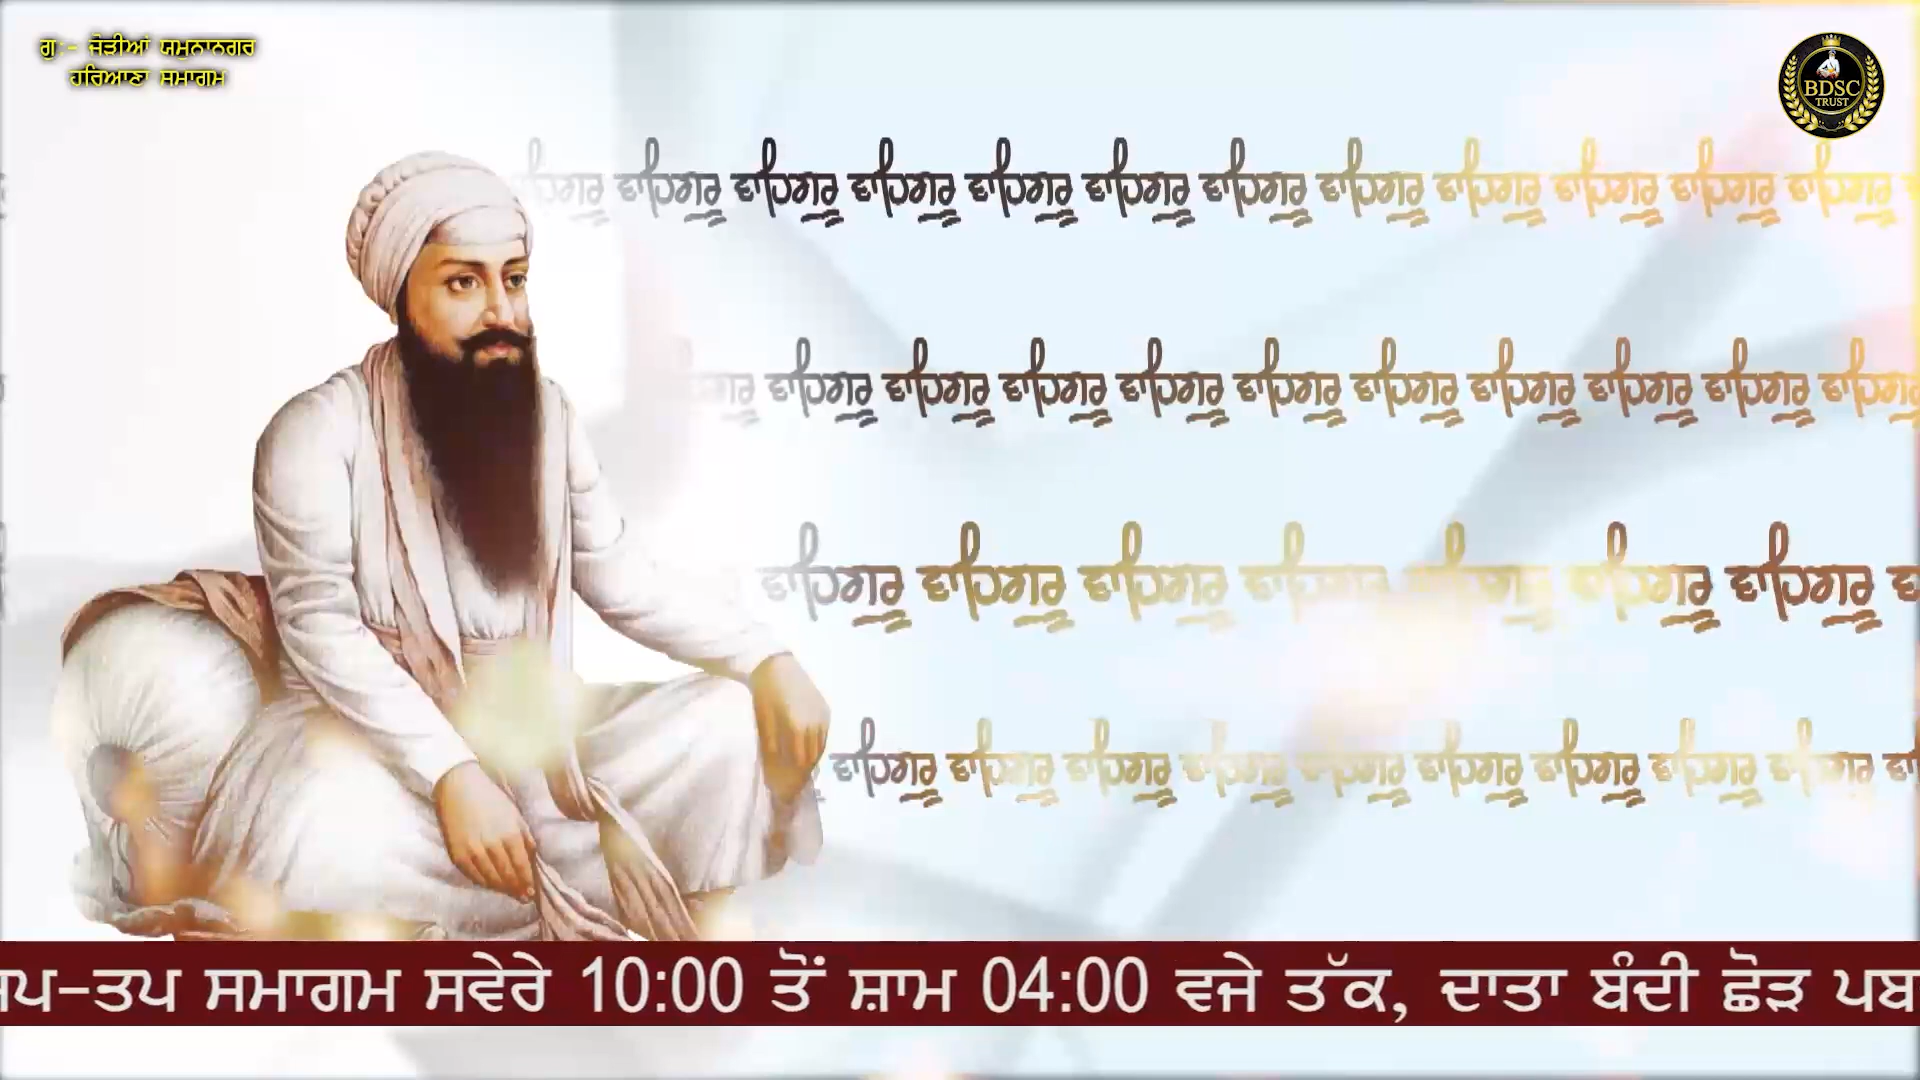 ਗੁ:- ਜੋੜੀਆਂ ਯਮੁਨਾਨਗਰ
ਹਰਿਆਣਾ ਸਮਾਗਮ
BDSC
TRUST
ਵਾਹਿਗੁਰੂ ਵਾਹਿਗੁਰੂ ਵਾਹਿਗੁਰੂ ਵਾਹਿਗੁਰੂ ਵਾਹਿਗੁਰੂ ਵਾਹਿਗੁਰੂ ਵਾਹਿਗੁਰੂ ਵਾਹਿਗੁਰੂ ਵਾਹਿਗੁਰੂ ਵਾਹਿਗੁਰੂ ਵਾਹਿਗੁਰੂ
ਵਾਹਿਗੁਰੂ ਵਾਹਿਗੁਰੂ ਵਾਹਿਗੁਰੂ ਵਾਹਿਗੁਰੂ ਵਾਹਿਗੁਰੂ ਵਾਹਿਗੁਰੂ ਵਾਹਿਗੁਰੂ ਵਾਹਿਗੁਰੂ ਵਾਹਿਗੁਰੂ ਵਾਹਿਗੁਰੂ
ਵਾਹਿਗੁਰੂ ਵਾਹਿਗੁਰੂ ਵਾਹਿਗੁਰੂ ਵਾਹਿਗੁਰੂ ਵਾਹਿਗੁਰੂ ਵਾਹਿਗੁਰੂ ਵਾਹਿਗੁਰੂ
ਵਾਹਿਗੁਰੂ ਵਾਹਿਗੁਰੂ ਵਾਹਿਗੁਰੂ ਵਾਹਿਗੁਰੂ ਵਾਹਿਗੁਰੂ ਵਾਹਿਗੁਰੂ ਵਾਹਿਗੁਰੂ ਵਾਹਿਗੁਰੂ ਵਾਹਿਗੁਰੂ
ਤਪ ਸਮਾਗਮ ਸਵੇਰੇ 10:00 ਤੋਂ ਸ਼ਾਮ 04:00 ਵਜੇ ਤੱਕ, ਦਾਤਾ ਬੰਦੀ ਛੋੜ